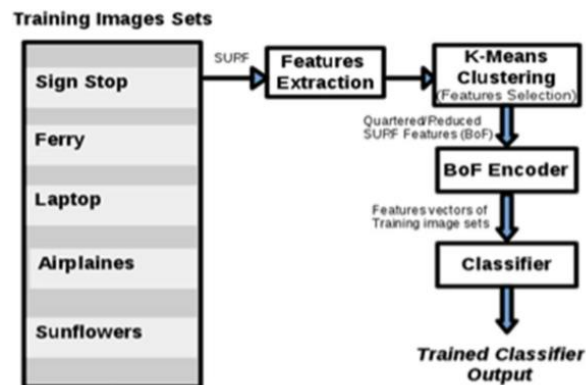 Training Images Sets
Sign Stop
Ferry
Laptop
Airplaines
Sunflowers
SURF
Features
Extraction
K-Means
Clustering
(Features Selection)
Quartered/Reduced
SURF Features (BoF)
BoF Encoder
Features vectors of
Training image sets
Classifier
Trained Classifier
Output